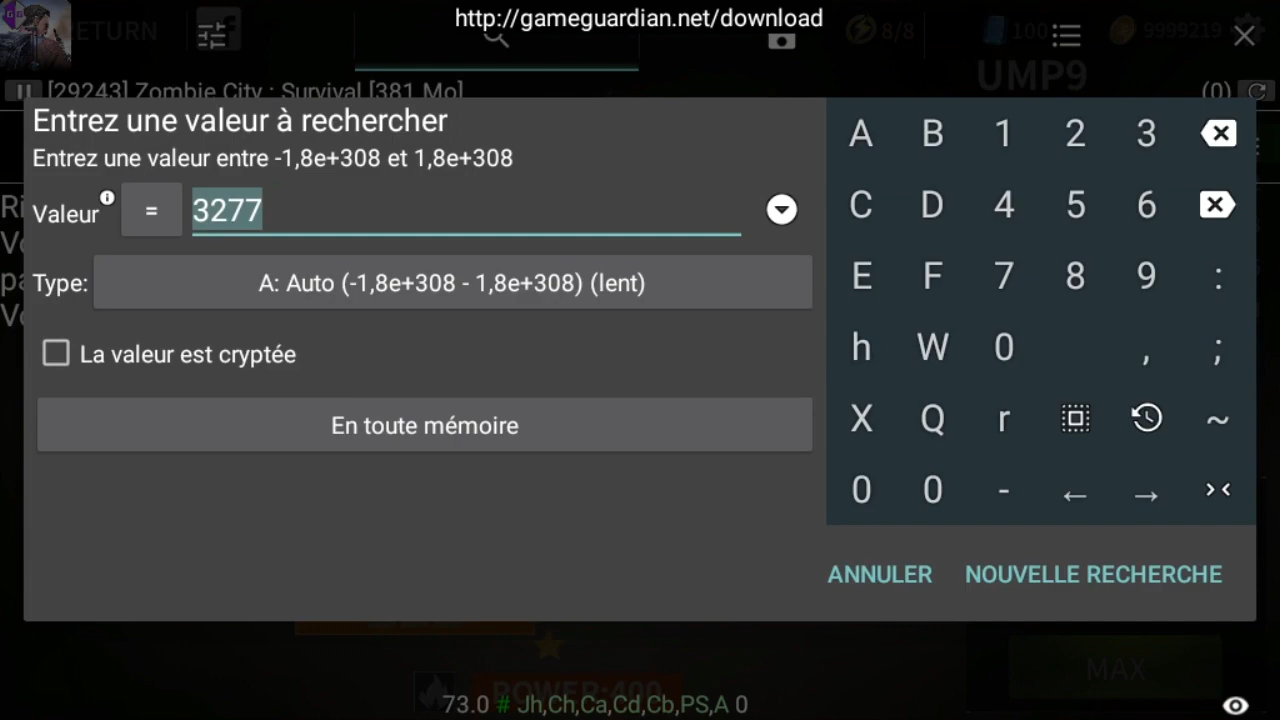 http://gameguardian.net/download
RETURN
8/8
100
9999219
UMP9
[29243] Zombie City : Survival [381 Mo]
(0)
Entrez une valeur à rechercher
Entrez une valeur entre -1,8e+308 et 1,8e+308
Valeur = 3277
Type: A: Auto (-1,8e+308 - 1,8e+308) (lent)
La valeur est cryptée
En toute mémoire
A B 1 2 3
C D 4 5 6
E F 7 8 9 :
h W 0 , ;
X Q r ~
0 0 - ← → ><
ANNULER NOUVELLE RECHERCHE
MAX
POWER:400
73.0 # Jh,Ch,Ca,Cd,Cb,PS,A 0